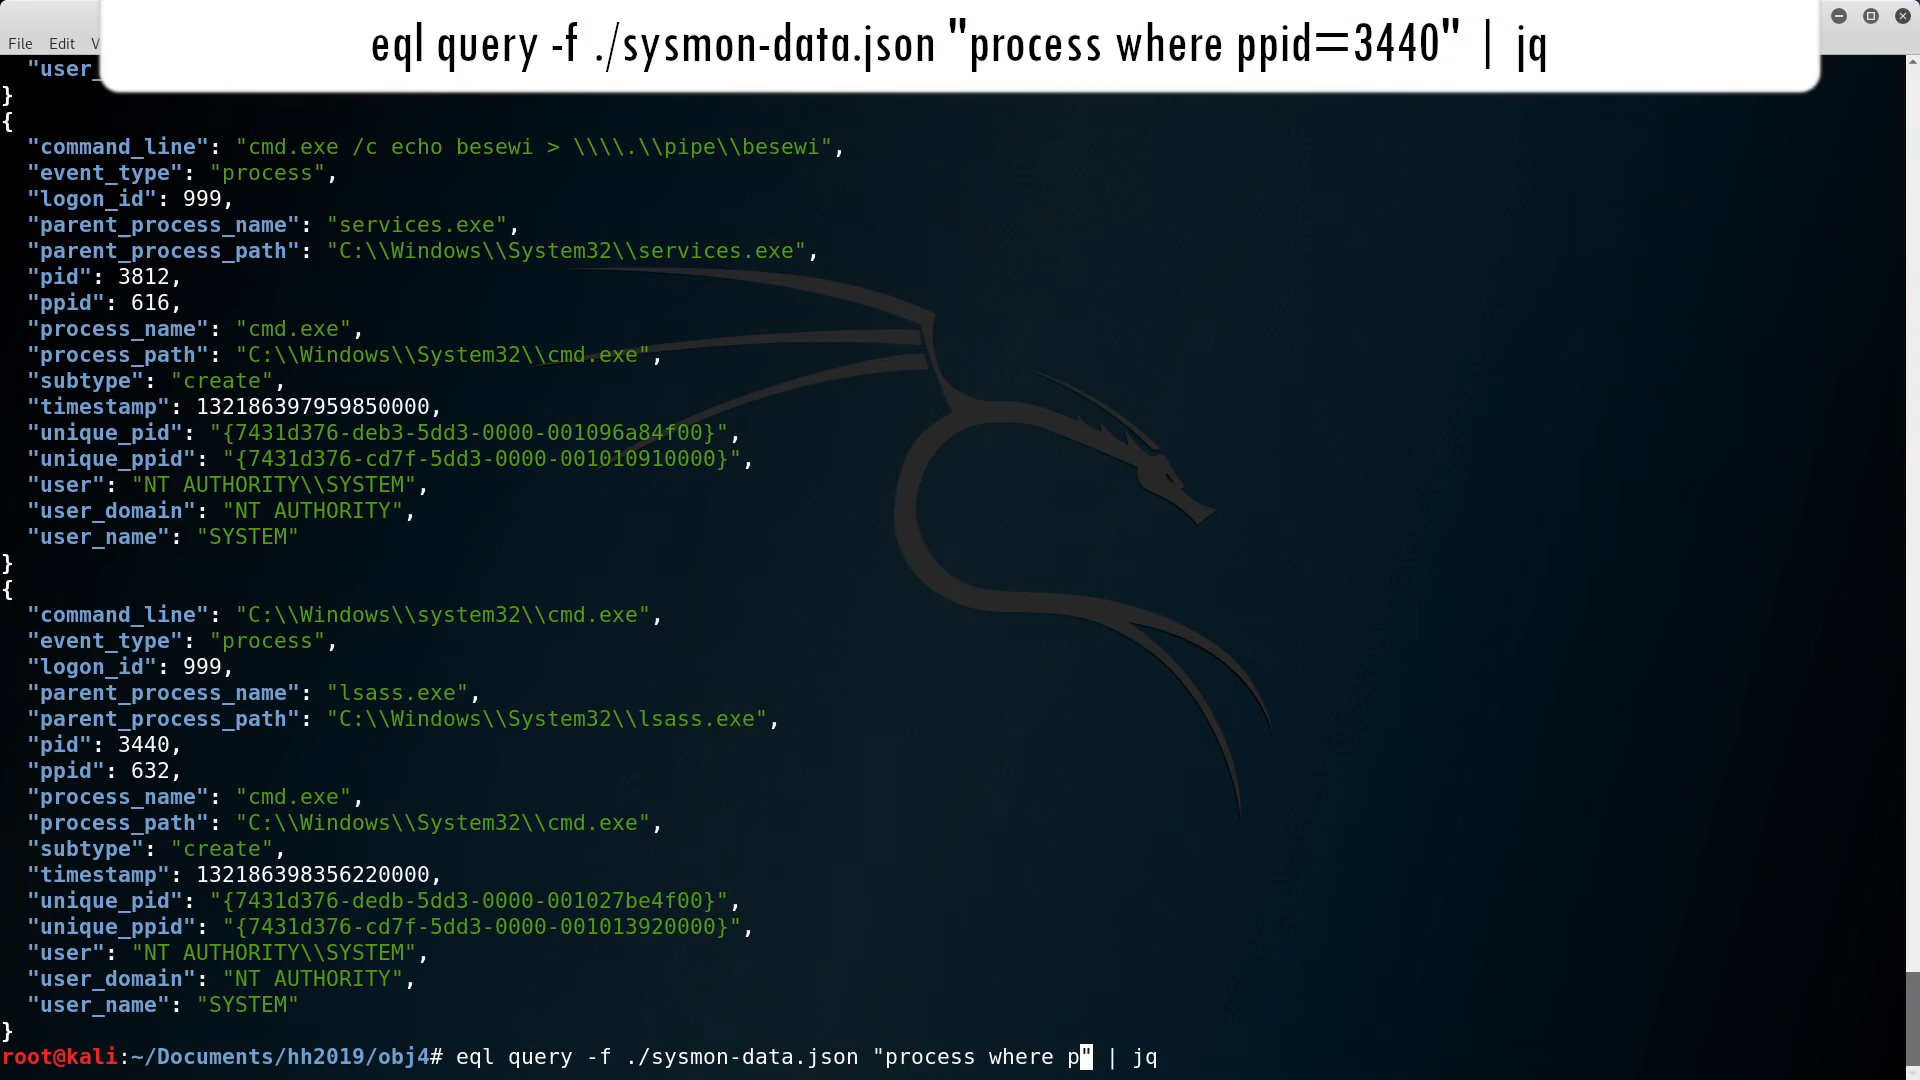 eql query -f ./sysmon-data.json "process where ppid=3440" | jq
File Edit V
"user_
}
{
"command_line": "cmd.exe /c echo besewi > \\\\.\\pipe\\besewi",
"event_type": "process",
"logon_id": 999,
"parent_process_name": "services.exe",
"parent_process_path": "C:\\Windows\\System32\\services.exe",
"pid": 3812,
"ppid": 616,
"process_name": "cmd.exe",
"process_path": "C:\\Windows\\System32\\cmd.exe",
"subtype": "create",
"timestamp": 132186397959850000,
"unique_pid": "{7431d376-deb3-5dd3-0000-001096a84f00}",
"unique_ppid": "{7431d376-cd7f-5dd3-0000-001010910000}",
"user": "NT AUTHORITY\\SYSTEM",
"user_domain": "NT AUTHORITY",
"user_name": "SYSTEM"
}
{
"command_line": "C:\\Windows\\system32\\cmd.exe",
"event_type": "process",
"logon_id": 999,
"parent_process_name": "lsass.exe",
"parent_process_path": "C:\\Windows\\System32\\lsass.exe",
"pid": 3440,
"ppid": 632,
"process_name": "cmd.exe",
"process_path": "C:\\Windows\\System32\\cmd.exe",
"subtype": "create",
"timestamp": 132186398356220000,
"unique_pid": "{7431d376-dedb-5dd3-0000-001027be4f00}",
"unique_ppid": "{7431d376-cd7f-5dd3-0000-001013920000}",
"user": "NT AUTHORITY\\SYSTEM",
"user_domain": "NT AUTHORITY",
"user_name": "SYSTEM"
}
root@kali:~/Documents/hh2019/obj4# eql query -f ./sysmon-data.json "process where p" | jq